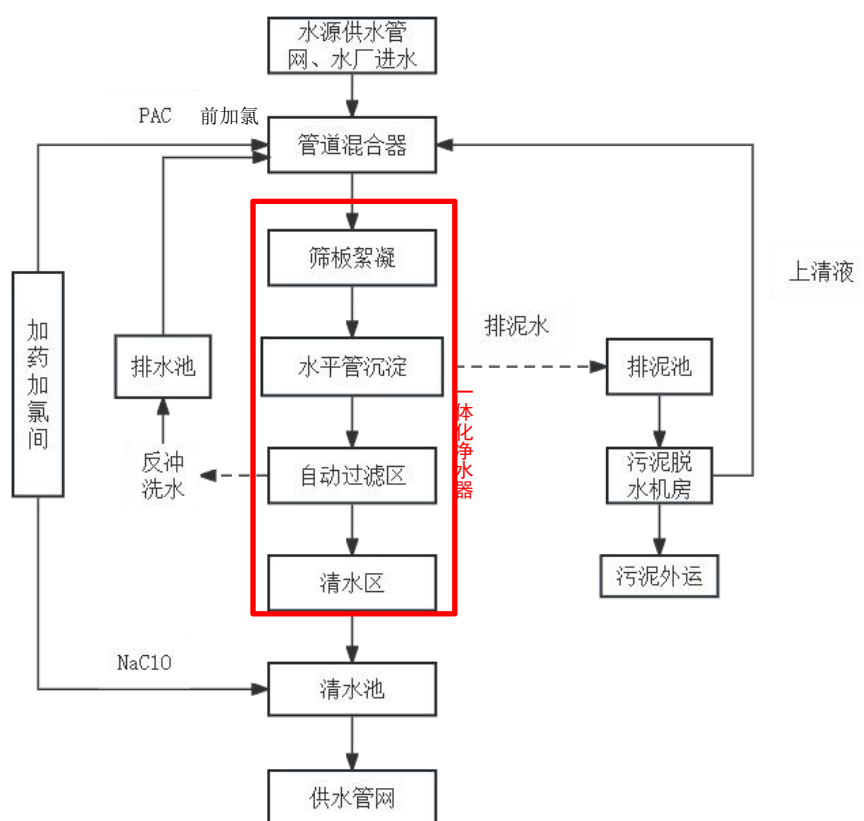 水源供水管
网、水厂进水
PAC 前加氯
管道混合器
筛板絮凝
上清液
排泥水
加
药
加
氯
间
排水池
水平管沉淀
排泥池
一
体
化
净
水
器
反冲
洗水
自动过滤区
污泥脱
水机房
清水区
污泥外运
NaClO
清水池
供水管网